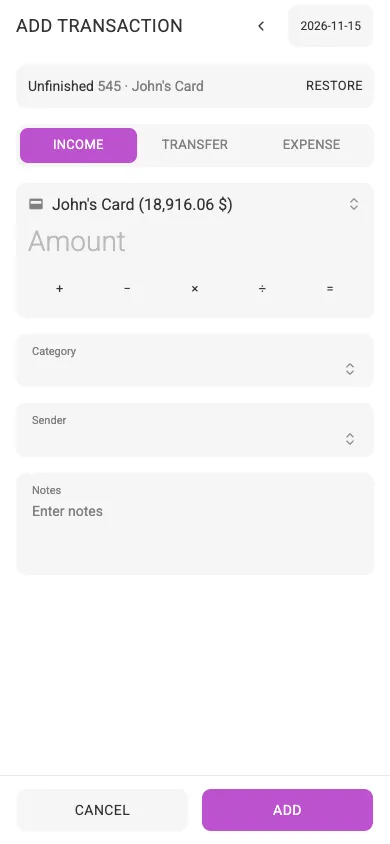 ADD TRANSACTION
2026-11-15
Unfinished 545 · John's Card
RESTORE
INCOME
TRANSFER
EXPENSE
John's Card (18,916.06 $)
Amount
+ − × ÷ =
Category
Sender
Notes
Enter notes
CANCEL
ADD